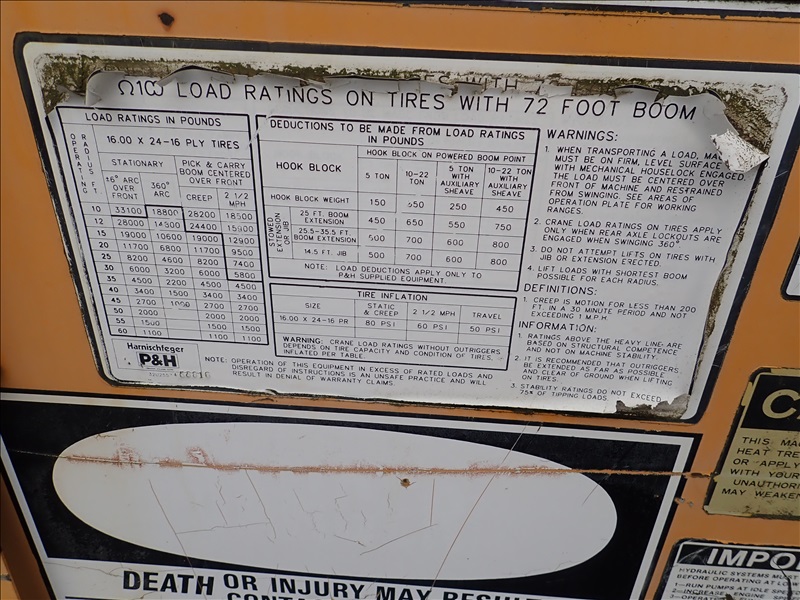 Ω100 LOAD RATINGS ON TIRES WITH 72 FOOT BOOM
LOAD RATINGS IN POUNDS
OPERATING RADIUS FT.
16.00 X 24-16 PLY TIRES
STATIONARY PICK & CARRY BOOM CENTERED OVER FRONT
±6° ARC OVER FRONT 360° ARC CREEP 2 1/2 MPH
10 33100 18800 28200 18500
12 28000 14300 24400 15900
15 19000 10600 19000 12900
20 11700 6800 11700 9500
25 8200 4600 8200 7400
30 6000 3200 6000 5800
35 4500 2200 4500 4500
40 3400 1500 3400 3400
45 2700 1000 2700 2700
50 2000 2000 2000
55 1500 1500 1500
60 1100 1100 1100
Harnischfeger
P&H
NOTE: OPERATION OF THIS EQUIPMENT IN EXCESS OF RATED LOADS AND
DISREGARD OF INSTRUCTIONS IS AN UNSAFE PRACTICE AND WILL
RESULT IN DENIAL OF WARRANTY CLAIMS.
DEDUCTIONS TO BE MADE FROM LOAD RATINGS
IN POUNDS
HOOK BLOCK
HOOK BLOCK ON POWERED BOOM POINT
5 TON 10-22 TON 5 TON WITH AUXILIARY SHEAVE 10-22 TON WITH AUXILIARY SHEAVE
HOOK BLOCK WEIGHT 150 350 250 450
STOWED EXTENSION OR JIB
25 FT. BOOM EXTENSION 450 650 550 750
25.5-35.5 FT. BOOM EXTENSION 500 700 600 800
14.5 FT. JIB 500 700 600 800
NOTE: LOAD DEDUCTIONS APPLY ONLY TO
P&H SUPPLIED EQUIPMENT.
TIRE INFLATION
SIZE STATIC & CREEP 2 1/2 MPH TRAVEL
16.00 X 24-16 PR 80 PSI 60 PSI 50 PSI
WARNING: CRANE LOAD RATINGS WITHOUT OUTRIGGERS
DEPENDS ON TIRE CAPACITY AND CONDITION OF TIRES.
INFLATED PER TABLE.
WARNINGS:
1. WHEN TRANSPORTING A LOAD,
MUST BE ON FIRM, LEVEL SURFACE
WITH MECHANICAL HOUSELOCK ENGAGED
THE LOAD MUST BE CENTERED OVER
FRONT OF MACHINE AND RESTRAINED
FROM SWINGING. SEE AREAS OF
OPERATION PLATE FOR WORKING
RANGES.
2. CRANE LOAD RATINGS ON TIRES APPLY
ONLY WHEN REAR AXLE LOCKOUTS ARE
ENGAGED WHEN SWINGING 360°
3. DO NOT ATTEMPT LIFTS ON TIRES WITH
JIB OR EXTENSION ERECTED.
4. LIFT LOADS WITH SHORTEST BOOM
POSSIBLE FOR EACH RADIUS.
DEFINITIONS:
1. CREEP IS MOTION FOR LESS THAN 200
FT. IN A 30 MINUTE PERIOD AND NOT
EXCEEDING 1 M.P.H.
INFORMATION:
1. RATINGS ABOVE THE HEAVY LINE ARE
BASED ON STRUCTURAL COMPETENCE
AND NOT ON MACHINE STABILITY.
2. IT IS RECOMMENDED THAT OUTRIGGERS
BE EXTENDED AS FAR AS POSSIBLE
AND CLEAR OF GROUND WHEN LIFTING
ON TIRES.
3. STABILITY RATINGS DO NOT EXCEED
75% OF TIPPING LOADS.
DEATH OR INJURY MAY
THIS
HEAT
OR APPLY
WITH YOUR
MAY WEAKEN
HYDRAULIC SYSTEMS MUST
BEFORE OPERATING AT
1—RUN PUMPS AT IDLE
2—INCREASE ENGINE